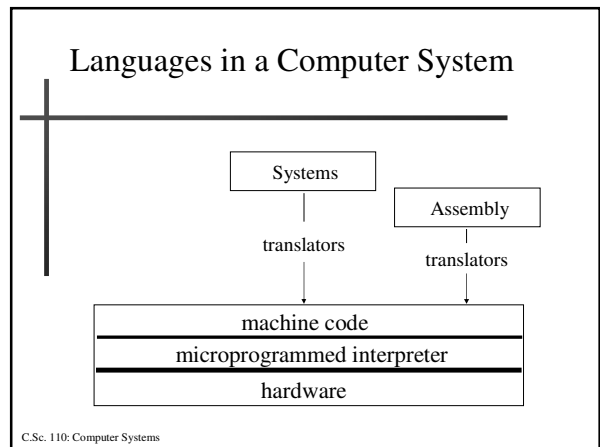 Languages in a Computer System
Systems
Assembly
translators
translators
machine code
microprogrammed interpreter
hardware
C.Sc. 110: Computer Systems